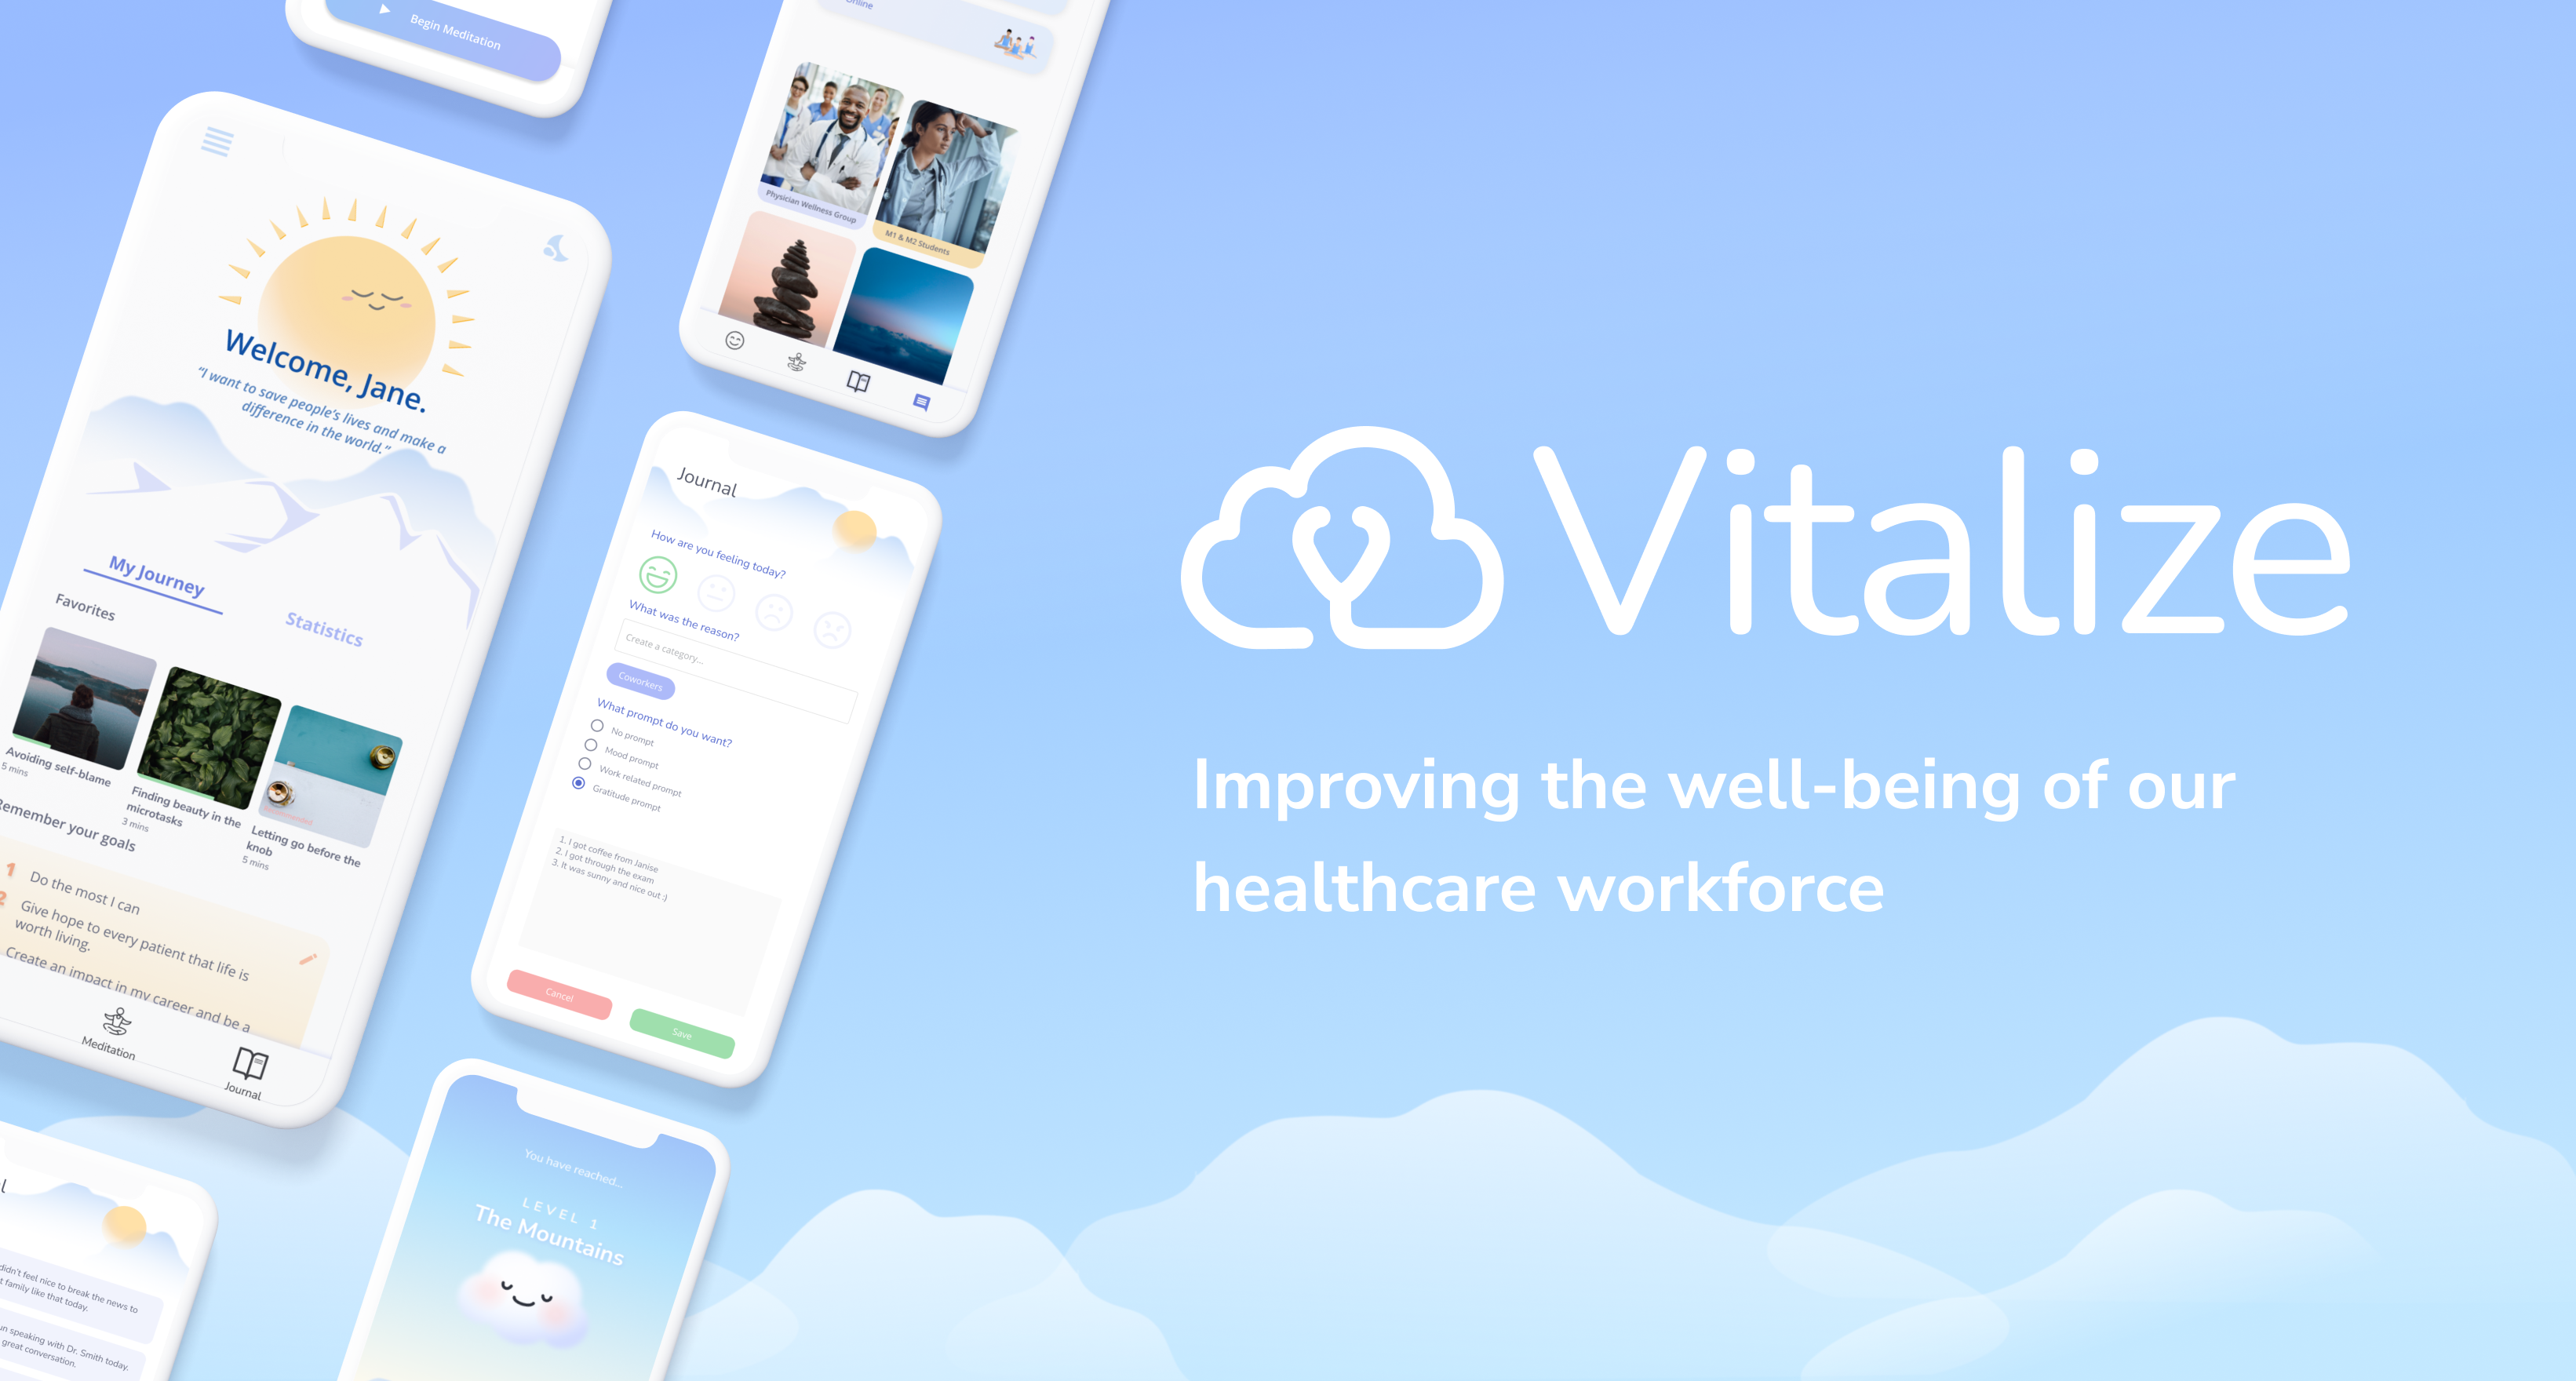 Begin Meditation
Online
Physician Wellness Group
M1 & M2 Students
Welcome, Jane.
“I want to save people’s lives and make a
difference in the world.”
My Journey
Statistics
Favorites
Avoiding self-blame
5 mins
Finding beauty in the
microtasks
3 mins
Letting go before the
knob
5 mins
Remember your goals
1 Do the most I can
2 Give hope to every patient that life is
worth living.
Create an impact in my career and be a
Meditation
Journal
Journal
How are you feeling today?
What was the reason?
Create a category...
Coworkers
What prompt do you want?
No prompt
Mood prompt
Work related prompt
Gratitude prompt
1. I got coffee from Janise
2. I got through the exam
3. It was sunny and nice out :)
Cancel
Save
didn't feel nice to break the news to
family like that today.
speaking with Dr. Smith today,
great conversation.
You have reached...
LEVEL 1
The Mountains
Vitalize
Improving the well-being of our
healthcare workforce